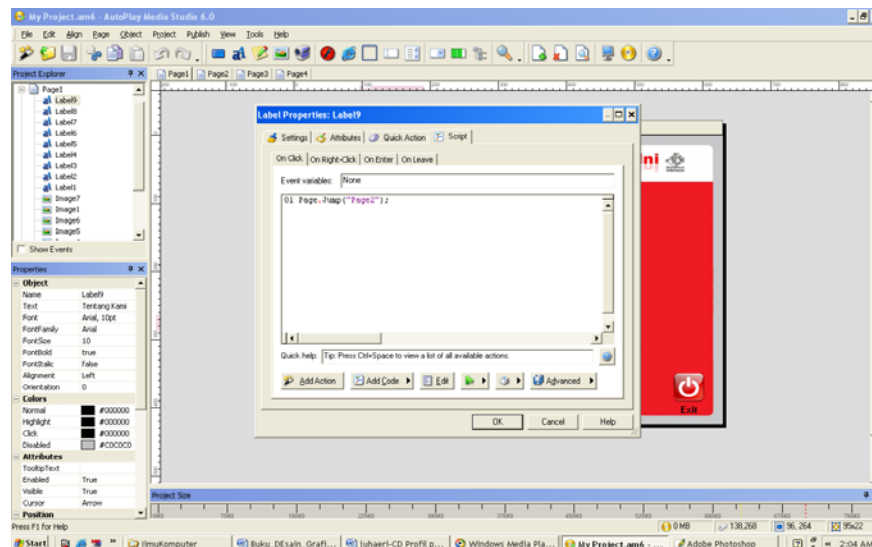 My Project.am6 - AutoPlay Media Studio 6.0
File Edit Align Page Object Project Publish View Tools Help
Project Explorer
Page1 Page2 Page3 Page4
Page1
Label9
Label8
Label7
Label6
Label5
Label4
Label3
Label2
Label1
Image7
Image1
Image6
Image5
Show Events
Properties
Object
Name Label9
Text Tentang Kami
Font Arial, 10pt
FontFamily Arial
FontSize 10
FontBold true
FontItalic false
Alignment Left
Orientation 0
Colors
Normal #000000
Highlight #000000
Click #000000
Disabled #C0C0C0
Attributes
TooltipText
Enabled True
Visible True
Cursor Arrow
Position
Label Properties: Label9
Settings Attributes Quick Action Script
On Click On Right-Click On Enter On Leave
Event variables: None
01 Page.Jump("Page2");
Quick help: Tip: Press Ctrl+Space to view a list of all available actions.
Add Action Add Code Edit Advanced
OK Cancel Help
ni
Exit
Project Size
Press F1 for Help
0 MB 138,268 96, 264 95x22
Start IlmuKomputer Buku DEsain Grafi... Juhaeri-CD Profil p... Windows Media Pla... My Project.am6 - ... Adobe Photoshop 2:04 AM